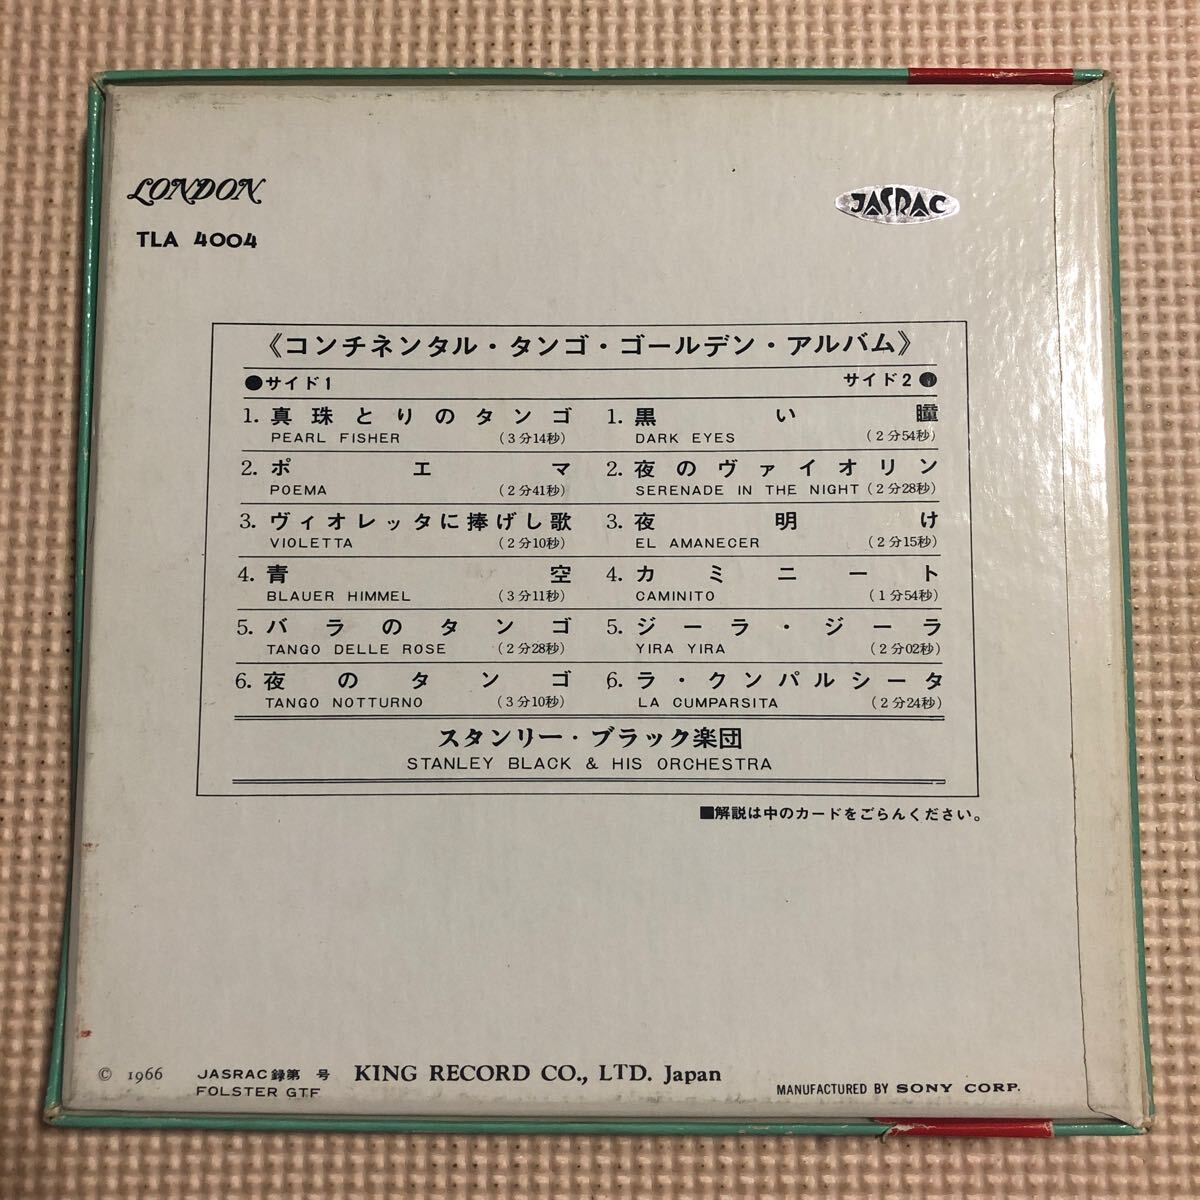 LONDON
JASRAC
TLA 4004
《コンチネンタル・タンゴ・ゴールデン・アルバム》
●サイド1
1. 真珠とりのタンゴ
PEARL FISHER (3分14秒)
2. ポエマ
POEMA (2分41秒)
3. ヴィオレッタに捧げし歌
VIOLETTA (2分10秒)
4. 青空
BLAUER HIMMEL (3分11秒)
5. バラのタンゴ
TANGO DELLE ROSE (2分28秒)
6. 夜のタンゴ
TANGO NOTTURNO (3分10秒)
サイド2●
1. 黒い瞳
DARK EYES (2分54秒)
2. 夜のヴァイオリン
SERENADE IN THE NIGHT (2分28秒)
3. 夜明け
EL AMANECER (2分15秒)
4. カミニート
CAMINITO (1分54秒)
5. ジーラ・ジーラ
YIRA YIRA (2分02秒)
6. ラ・クンパルシータ
LA CUMPARSITA (2分24秒)
スタンリー・ブラック楽団
STANLEY BLACK & HIS ORCHESTRA
■解説は中のカードをごらんください。
© 1966 JASRAC録第 号 KING RECORD CO., LTD. Japan
FOLSTER GTF
MANUFACTURED BY SONY CORP.